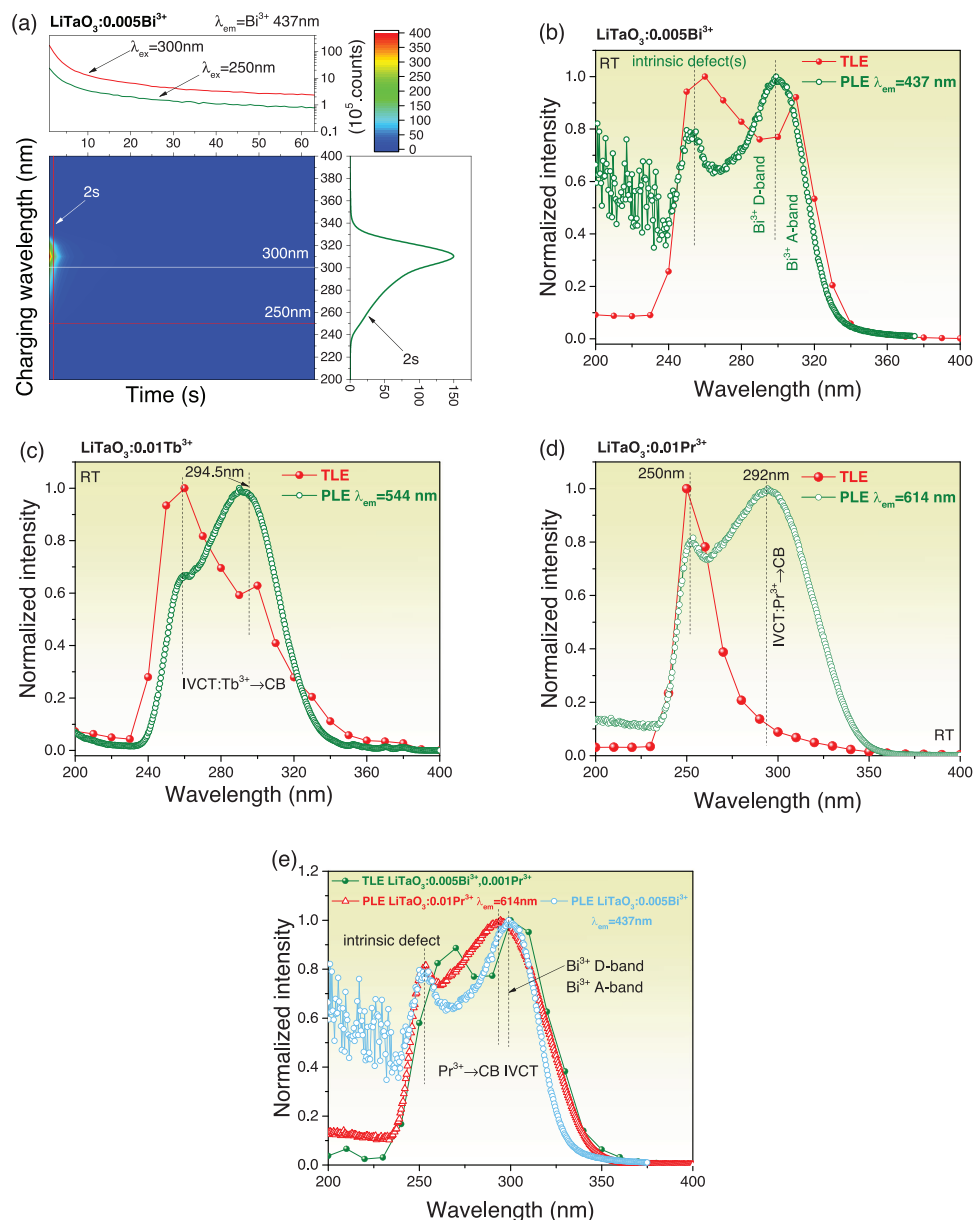 (a) LiTaO₃:0.005Bi³⁺ λem=Bi³⁺ 437nm
λex=300nm
λex=250nm
100
10
1
0.1
(10⁵.counts)
400
350
300
250
200
150
100
50
0
10 20 30 40 50 60
Charging wavelength (nm)
2s
300nm
250nm
Time (s)
400
380
360
340
320
300
280
260
240
220
200
2s
0 50 100 150
(b) LiTaO₃:0.005Bi³⁺
RT intrinsic defect(s)
TLE
PLE λem=437 nm
Bi³⁺ D-band
Bi³⁺ A-band
Normalized intensity
1.0
0.8
0.6
0.4
0.2
0.0
200 240 280 320 360 400
Wavelength (nm)
(c) LiTaO₃:0.01Tb³⁺
RT
294.5nm
TLE
PLE λem=544 nm
IVCT:Tb³⁺→CB
Normalized intensity
1.0
0.8
0.6
0.4
0.2
0.0
200 240 280 320 360 400
Wavelength (nm)
(d) LiTaO₃:0.01Pr³⁺
250nm 292nm
TLE
PLE λem=614 nm
IVCT:Pr³⁺→CB
RT
Normalized intensity
1.0
0.8
0.6
0.4
0.2
0.0
200 250 300 350 400
Wavelength (nm)
(e)
TLE LiTaO₃:0.005Bi³⁺,0.001Pr³⁺
PLE LiTaO₃:0.01Pr³⁺ λem=614nm
PLE LiTaO₃:0.005Bi³⁺
λem=437nm
intrinsic defect
Bi³⁺ D-band
Bi³⁺ A-band
Pr³⁺→CB IVCT
Normalized intensity
1.2
1.0
0.8
0.6
0.4
0.2
0.0
200 250 300 350 400
Wavelength (nm)